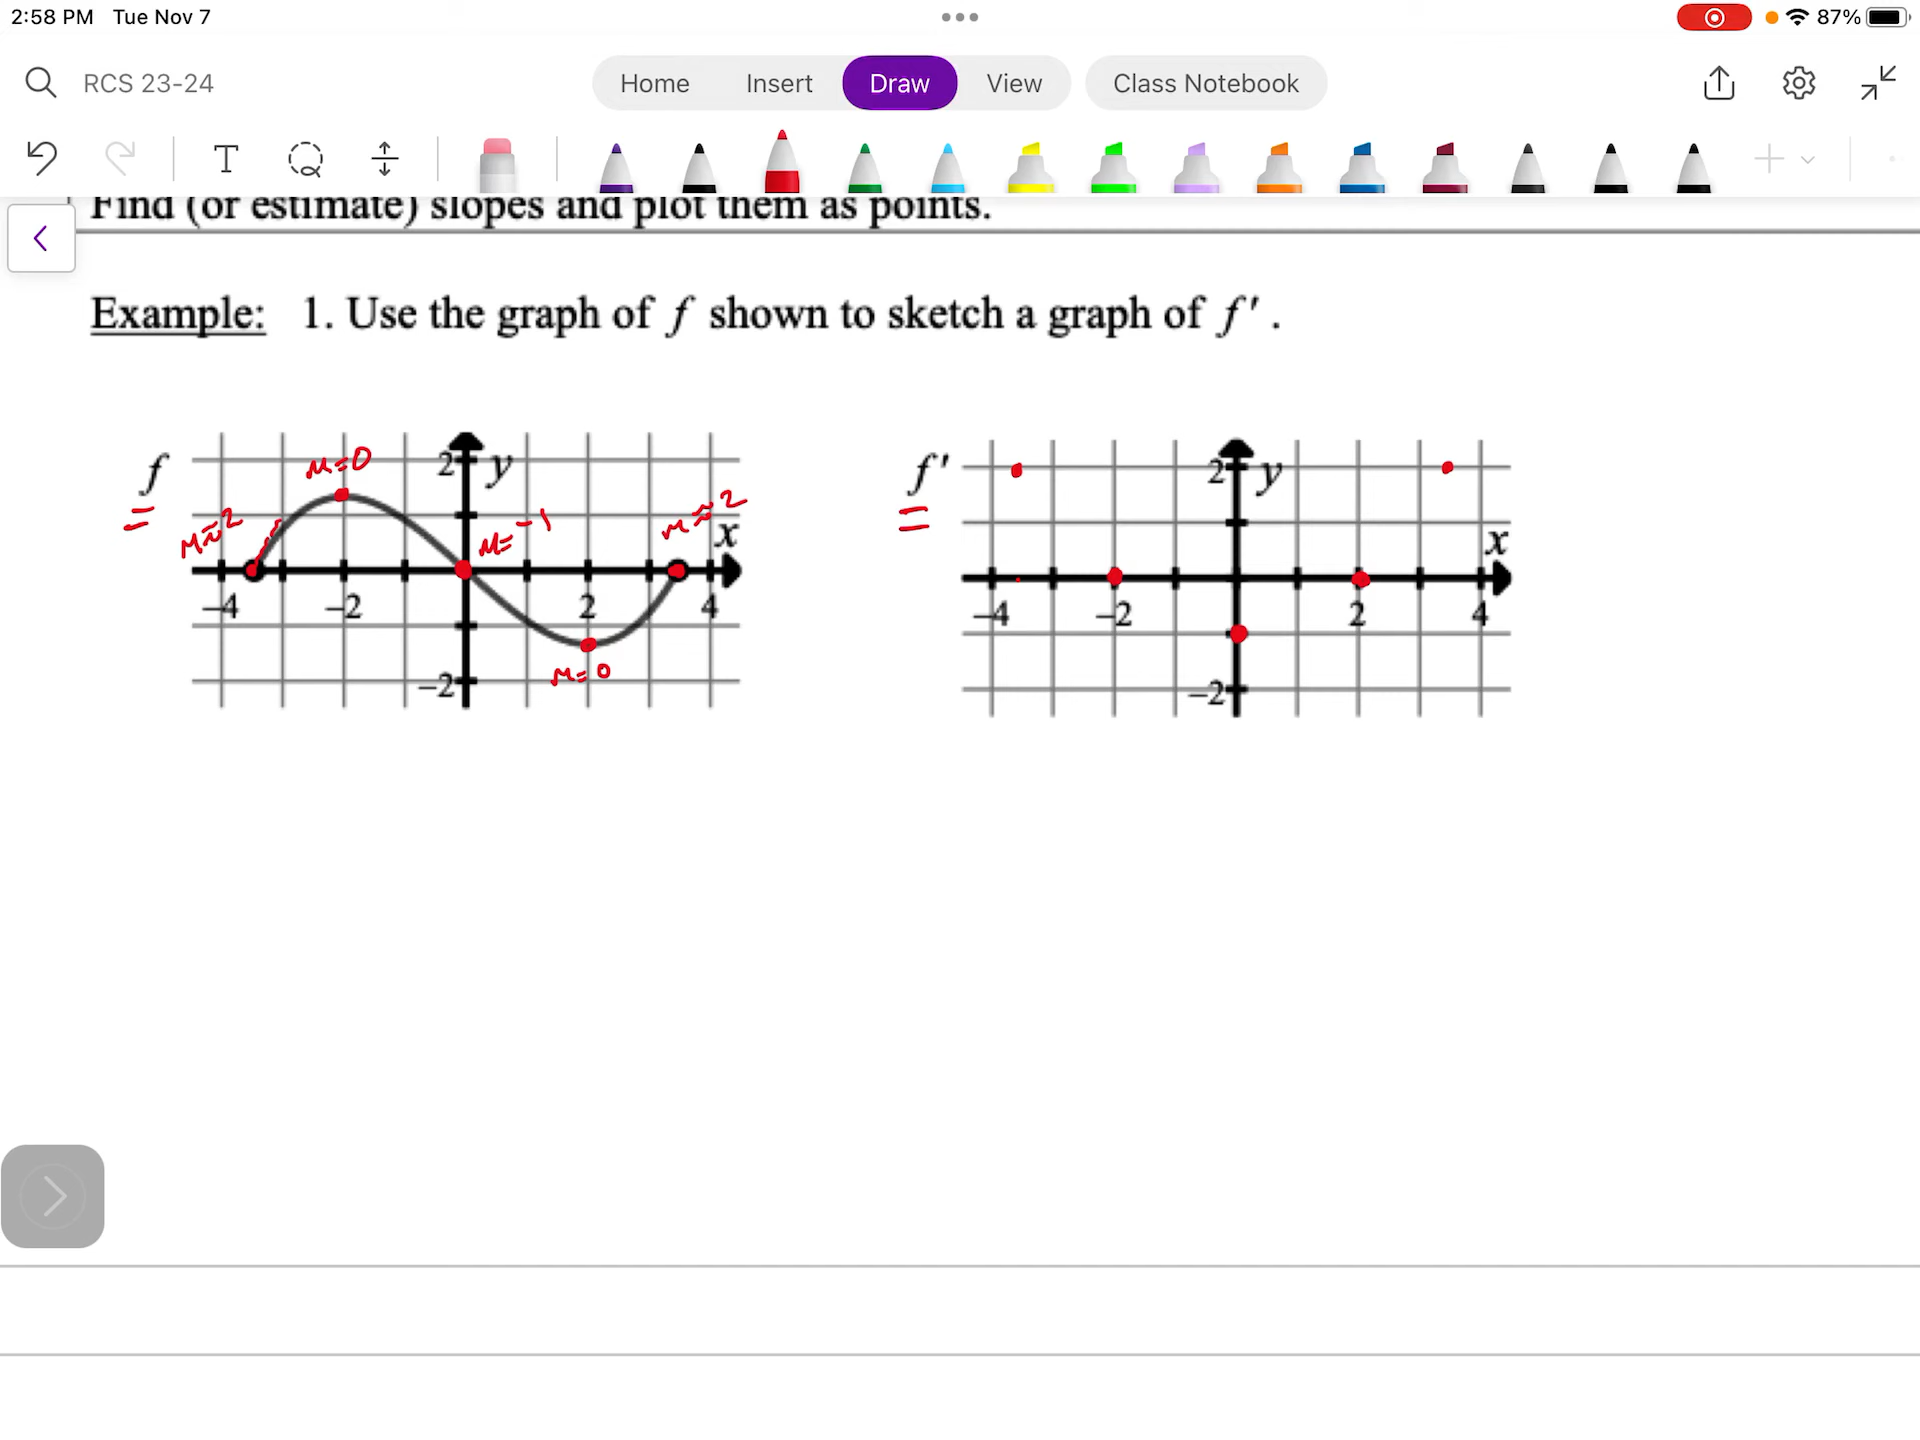 2:58 PM Tue Nov 7 87%
RCS 23-24 Home Insert Draw View Class Notebook
T
Find (or estimate) slopes and plot them as points.
Example: 1. Use the graph of f shown to sketch a graph of f′.
f m=0 2 y
m≈2 m=-1 m≈2 x
-4 -2 2 4
m=0
-2
f' 2 y
x
-4 -2 2 4
-2